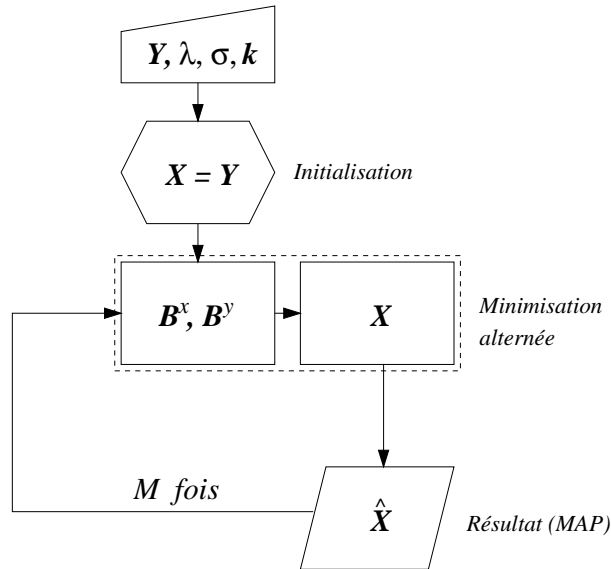 Y, λ, σ, k
X = Y
Initialisation
B^x, B^y
X
Minimisation
alternée
M fois
X̂
Résultat (MAP)